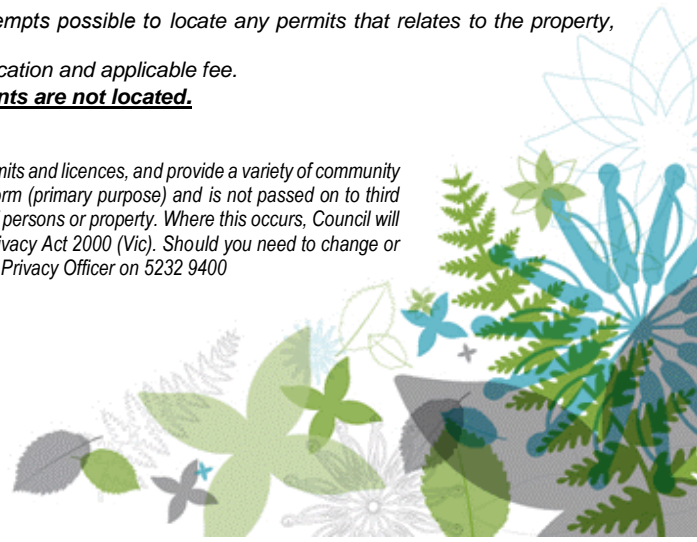 empts possible to locate any permits that relates to the property,
cation and applicable fee.
nts are not located.
mits and licences, and provide a variety of community
orm (primary purpose) and is not passed on to third
persons or property. Where this occurs, Council will
ivacy Act 2000 (Vic). Should you need to change or
Privacy Officer on 5232 9400